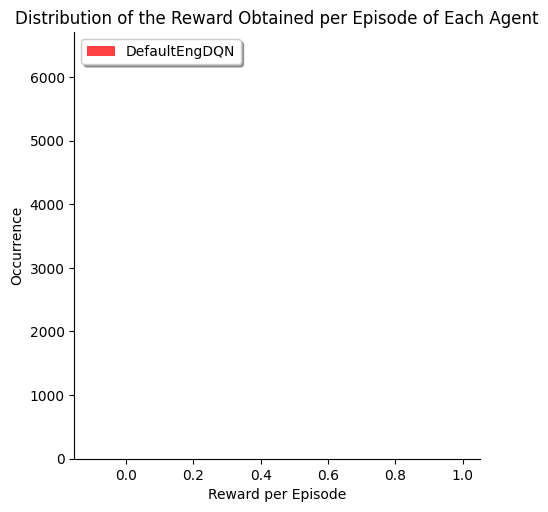 Distribution of the Reward Obtained per Episode of Each Agent
DefaultEngDQN
6000
5000
4000
3000
2000
1000
0
Occurrence
0.0 0.2 0.4 0.6 0.8 1.0
Reward per Episode